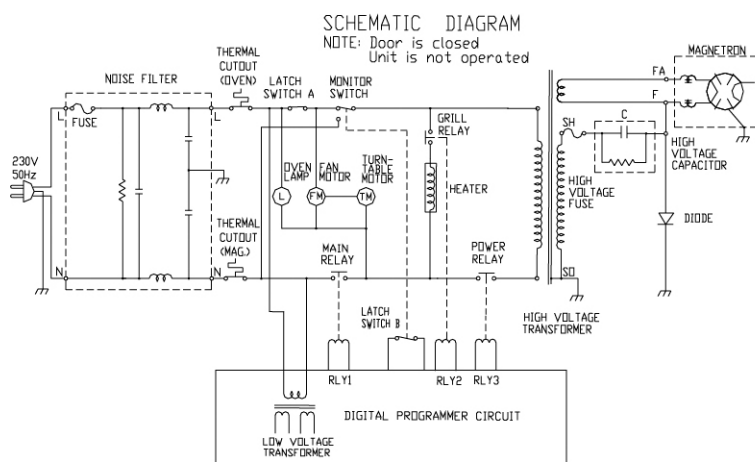 SCHEMATIC DIAGRAM
NOTE: Door is closed
Unit is not operated
MAGNETRON
THERMAL
CUTOUT
(OVEN)
LATCH
SWITCH A
MONITOR
SWITCH
NOISE FILTER
FA
F
L
FUSE
L
GRILL
RELAY
SH
C
HIGH
VOLTAGE
CAPACITOR
230V
50Hz
OVEN
LAMP
FAN
MOTOR
TURN-
TABLE
MOTOR
HEATER
HIGH
VOLTAGE
FUSE
L
FM
TM
DIODE
THERMAL
CUTOUT
(MAG.)
MAIN
RELAY
POWER
RELAY
N
N
SO
LATCH
SWITCH B
HIGH VOLTAGE
TRANSFORMER
RLY1
RLY2
RLY3
DIGITAL PROGRAMMER CIRCUIT
LOW VOLTAGE
TRANSFORMER